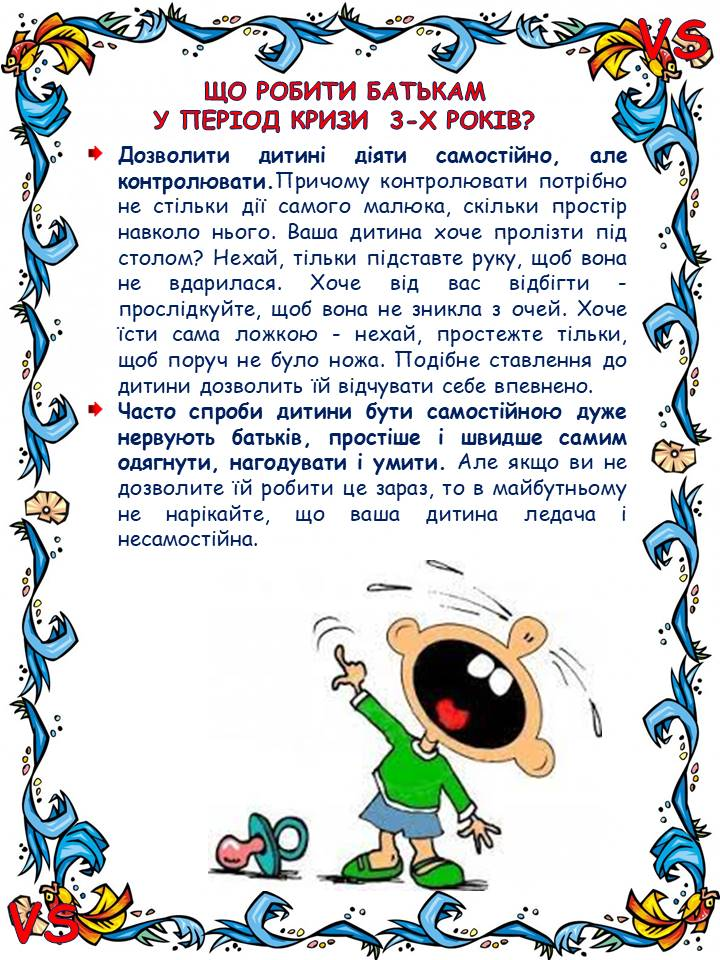 VS
ЩО РОБИТИ БАТЬКАМ
У ПЕРІОД КРИЗИ 3-Х РОКІВ?
Дозволити дитині діяти самостійно, але
контролювати.Причому контролювати потрібно
не стільки дії самого малюка, скільки простір
навколо нього. Ваша дитина хоче пролізти під
столом? Нехай, тільки підставте руку, щоб вона
не вдарилася. Хоче від вас відбігти -
прослідкуйте, щоб вона не зникла з очей. Хоче
їсти сама ложкою - нехай, простежте тільки,
щоб поруч не було ножа. Подібне ставлення до
дитини дозволить їй відчувати себе впевнено.
Часто спроби дитини бути самостійною дуже
нервують батьків, простіше і швидше самим
одягнути, нагодувати і умити. Але якщо ви не
дозволите їй робити це зараз, то в майбутньому
не нарікайте, що ваша дитина ледача і
несамостійна.
VS